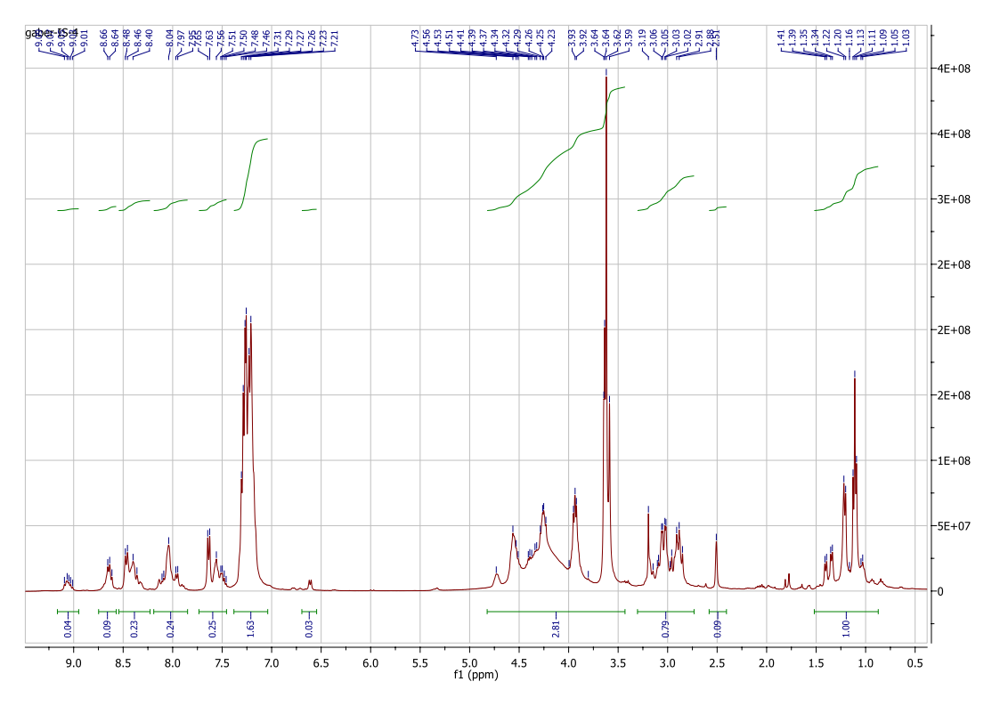 gaber-IS-4
9.01 8.66 8.64 8.48 8.46 8.40 8.04 7.97 7.95 7.65 7.63 7.56 7.51 7.50 7.48 7.46 7.31 7.29 7.27 7.26 7.23 7.21 4.73 4.56 4.53 4.51 4.41 4.39 4.37 4.34 4.32 4.29 4.26 4.25 4.23 3.93 3.92 3.64 3.64 3.62 3.59 3.19 3.06 3.05 3.03 3.02 2.91 2.88 2.51 1.41 1.39 1.35 1.34 1.22 1.20 1.16 1.13 1.11 1.09 1.05 1.03
4E+08
4E+08
3E+08
2E+08
2E+08
2E+08
1E+08
5E+07
0
0.04 0.09 0.23 0.24 0.25 1.63 0.03 2.81 0.79 0.09 1.00
9.0 8.5 8.0 7.5 7.0 6.5 6.0 5.5 5.0 4.5 4.0 3.5 3.0 2.5 2.0 1.5 1.0 0.5
f1 (ppm)